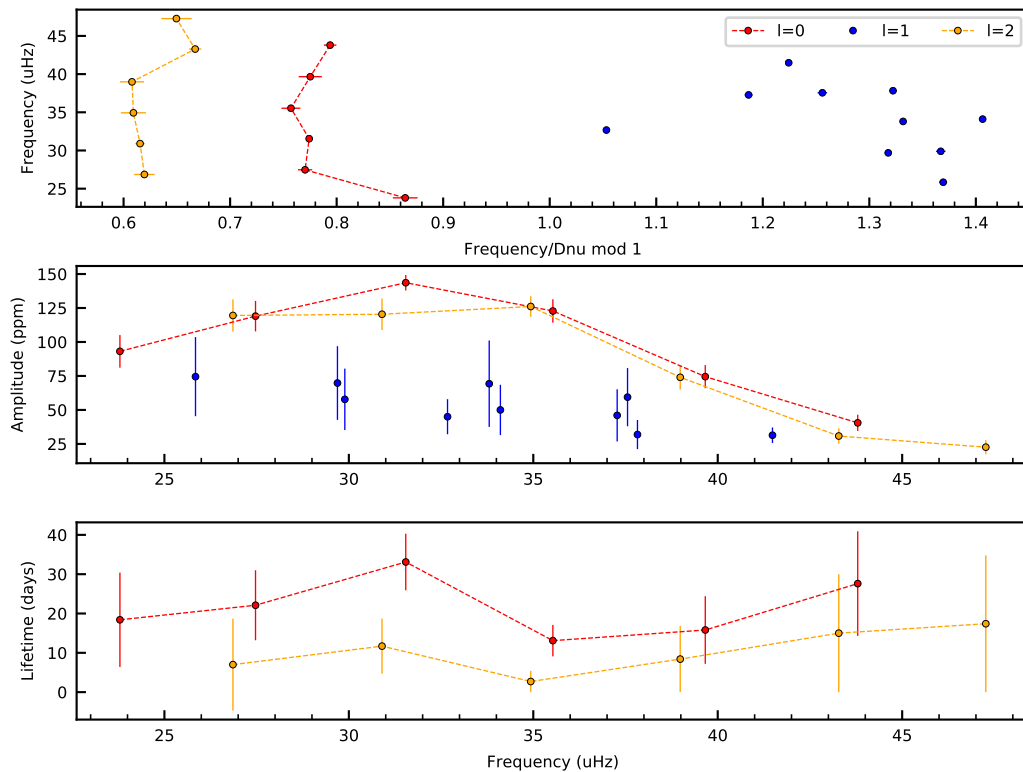 l=0 l=1 l=2
Frequency (uHz)
45
40
35
30
25
0.6 0.7 0.8 0.9 1.0 1.1 1.2 1.3 1.4
Frequency/Dnu mod 1
Amplitude (ppm)
150
125
100
75
50
25
25 30 35 40 45
Lifetime (days)
40
30
20
10
0
25 30 35 40 45
Frequency (uHz)